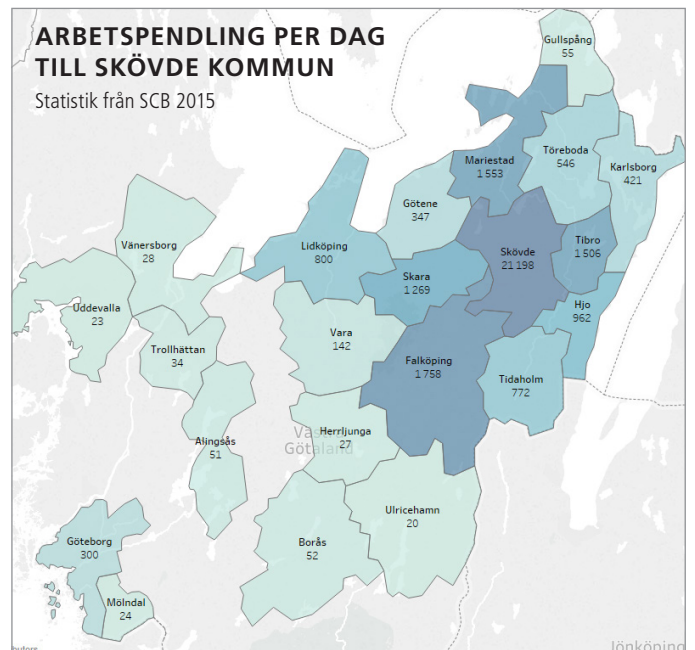 ARBETSPENDLING PER DAG
TILL SKÖVDE KOMMUN
Statistik från SCB 2015
Gullspång
55
Mariestad
1 553
Töreboda
546
Karlsborg
421
Götene
347
Vänersborg
28
Lidköping
800
Skövde
21 198
Tibro
1 506
Skara
1 269
Uddevalla
23
Hjo
962
Trollhättan
34
Vara
142
Falköping
1 758
Tidaholm
772
Herrljunga
27
Götaland
Alingsås
51
Ulricehamn
20
Göteborg
300
Borås
52
Mölndal
24
Jönköping